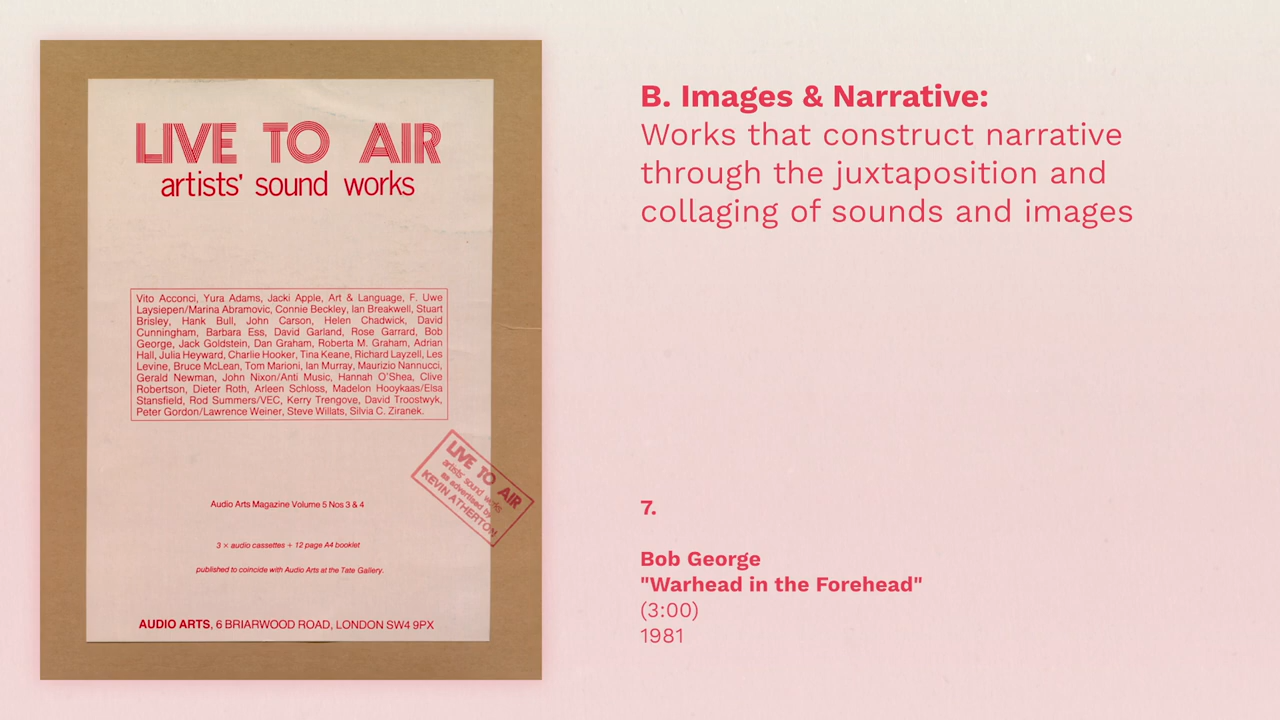 LIVE TO AIR
artists' sound works
Vito Acconci, Yura Adams, Jacki Apple, Art & Language, F. Uwe
Laysiepen/Marina Abramovic, Connie Beckley, Ian Breakwell, Stuart
Brisley, Hank Bull, John Carson, Helen Chadwick, David
Cunningham, Barbara Ess, David Garland, Rose Garrard, Bob
George, Jack Goldstein, Dan Graham, Roberta M. Graham, Adrian
Hall, Julia Heyward, Charlie Hooker, Tina Keane, Richard Layzell, Les
Levine, Bruce McLean, Tom Marioni, Ian Murray, Maurizio Nannucci,
Gerald Newman, John Nixon/Anti Music, Hannah O'Shea, Clive
Robertson, Dieter Roth, Arleen Schloss, Madelon Hooykaas/Elsa
Stansfield, Rod Summers/VEC, Kerry Trengove, David Troostwyk,
Peter Gordon/Lawrence Weiner, Steve Willats, Silvia C. Ziranek.
LIVE TO AIR
artists' sound works
as advertised by
KEVIN ATHERTON
Audio Arts Magazine Volume 5 Nos 3 & 4
3 × audio cassettes + 12 page A4 booklet
published to coincide with Audio Arts at the Tate Gallery.
AUDIO ARTS, 6 BRIARWOOD ROAD, LONDON SW4 9PX
B. Images & Narrative:
Works that construct narrative
through the juxtaposition and
collaging of sounds and images
7.
Bob George
"Warhead in the Forehead"
(3:00)
1981